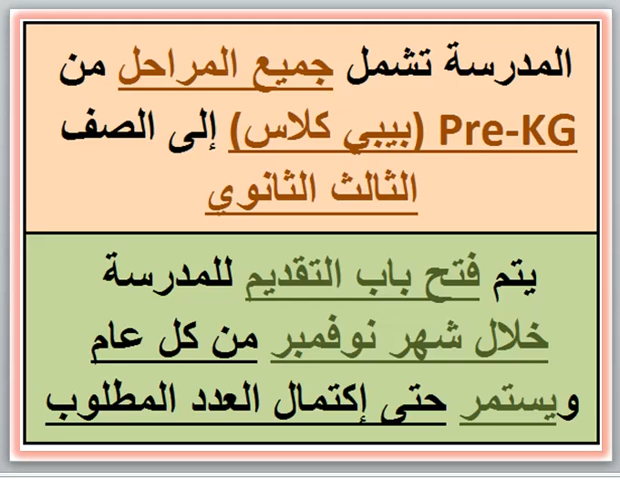 المدرسة تشمل جميع المراحل من
Pre-KG (بيبي كلاس) إلى الصف
الثالث الثانوي
يتم فتح باب التقديم للمدرسة
خلال شهر نوفمبر من كل عام
ويستمر حتى إكتمال العدد المطلوب